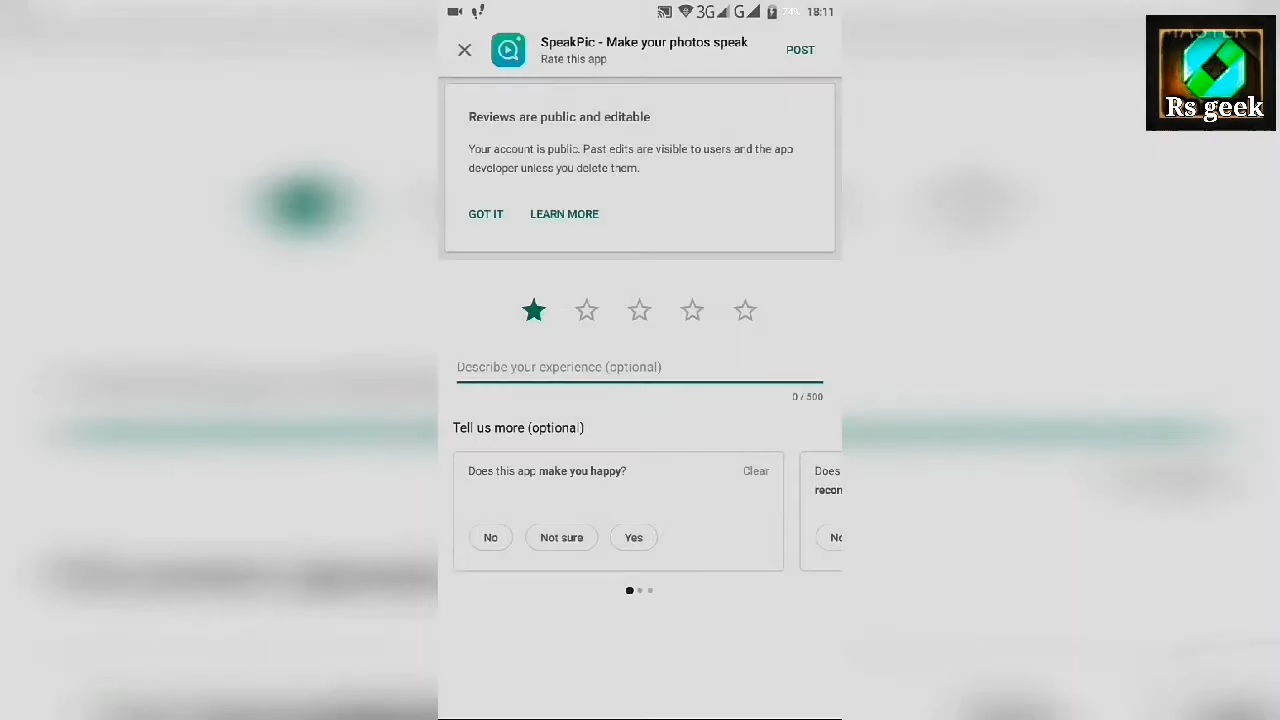 3G G 74% 18:11
SpeakPic - Make your photos speak
Rate this app
POST
MASTER
Rs geek
Reviews are public and editable
Your account is public. Past edits are visible to users and the app
developer unless you delete them.
GOT IT LEARN MORE
Describe your experience (optional)
0 / 500
Tell us more (optional)
Does this app make you happy? Clear
No Not sure Yes
Does
recon
No